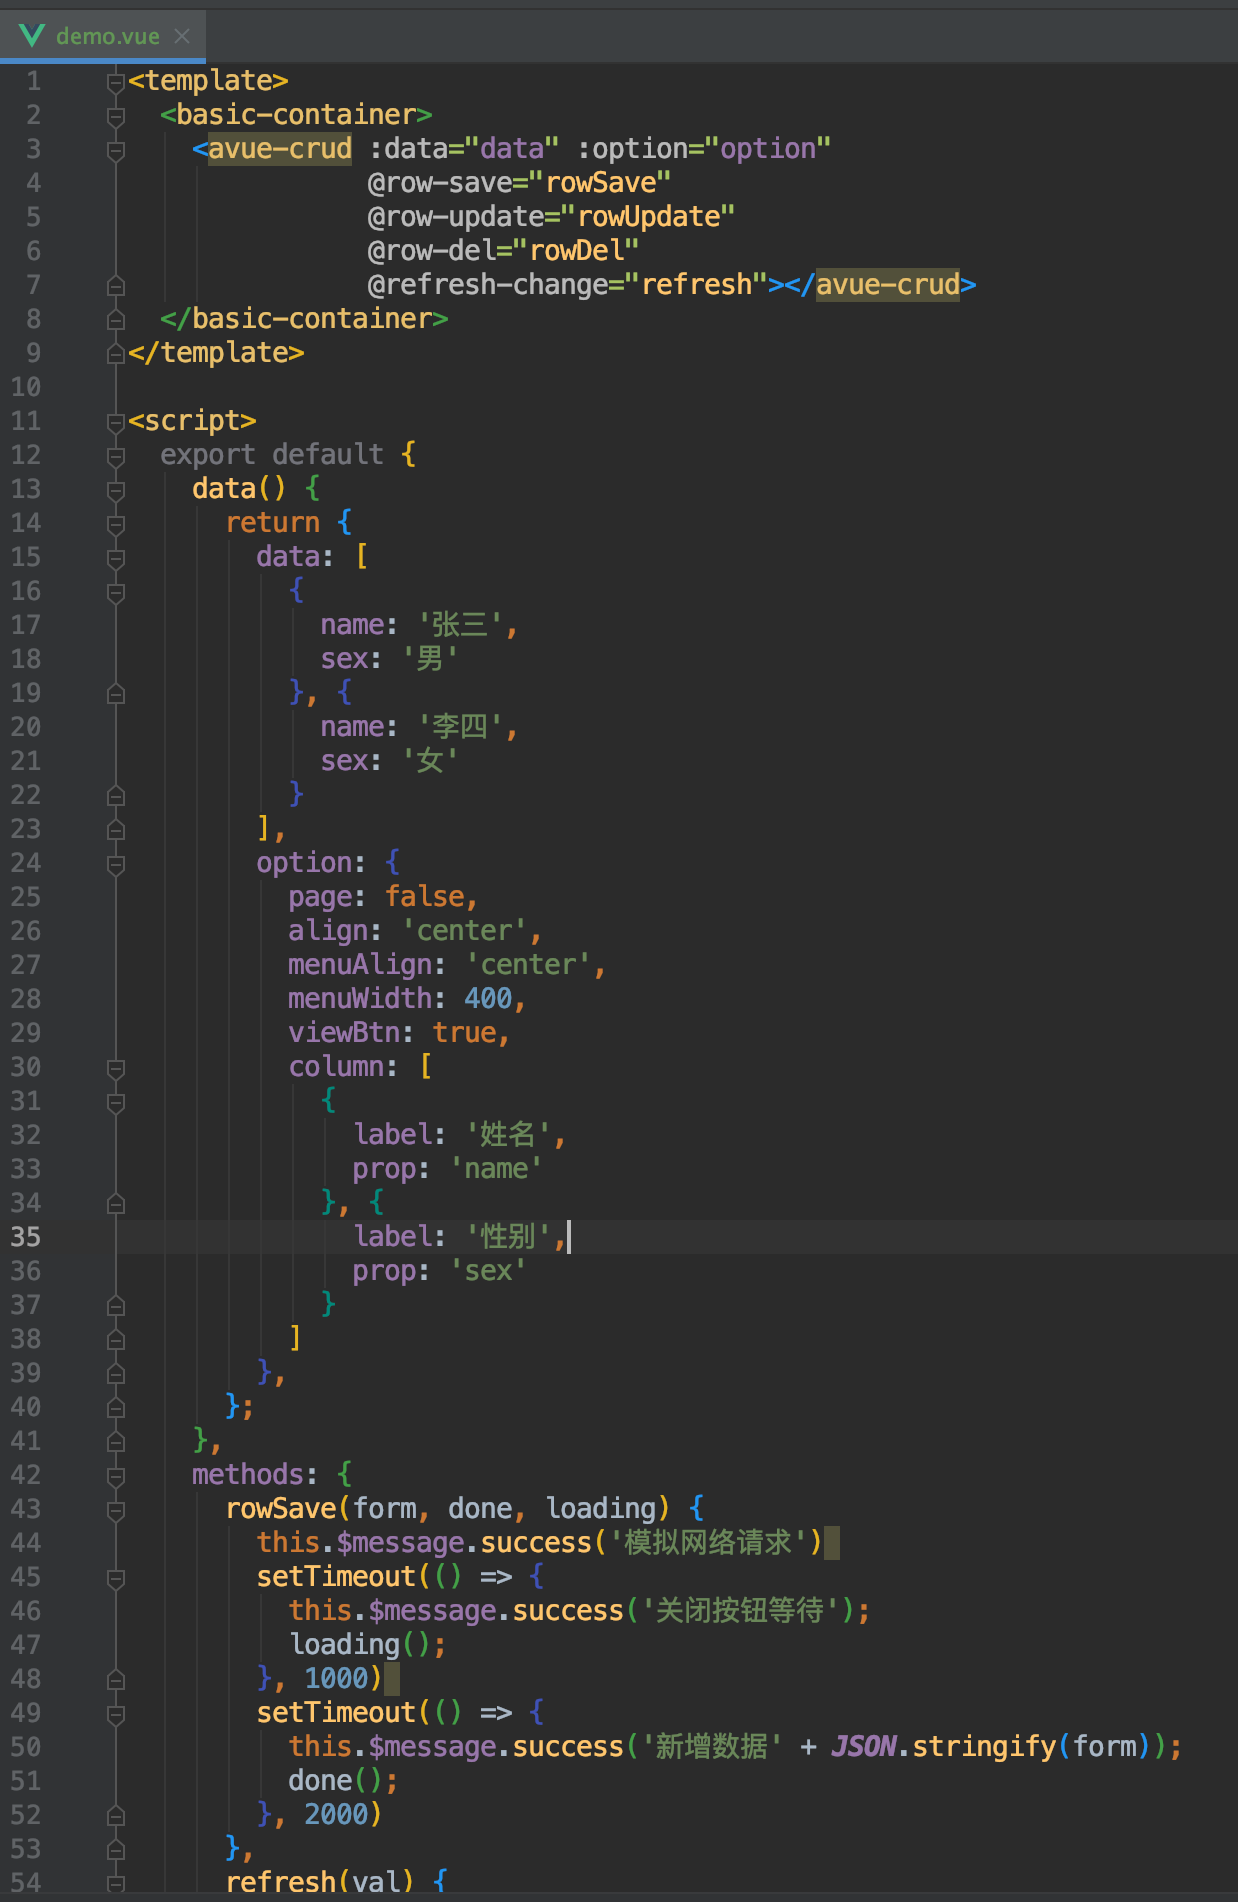 demo.vue
1 <template>
2   <basic-container>
3     <avue-crud :data="data" :option="option"
4                @row-save="rowSave"
5                @row-update="rowUpdate"
6                @row-del="rowDel"
7                @refresh-change="refresh"></avue-crud>
8   </basic-container>
9 </template>
10
11 <script>
12   export default {
13     data() {
14       return {
15         data: [
16           {
17             name: '张三',
18             sex: '男'
19           }, {
20             name: '李四',
21             sex: '女'
22           }
23         ],
24         option: {
25           page: false,
26           align: 'center',
27           menuAlign: 'center',
28           menuWidth: 400,
29           viewBtn: true,
30           column: [
31             {
32               label: '姓名',
33               prop: 'name'
34             }, {
35               label: '性别',
36               prop: 'sex'
37             }
38           ]
39         },
40       };
41     },
42     methods: {
43       rowSave(form, done, loading) {
44         this.$message.success('模拟网络请求')
45         setTimeout(() => {
46           this.$message.success('关闭按钮等待');
47           loading();
48         }, 1000)
49         setTimeout(() => {
50           this.$message.success('新增数据' + JSON.stringify(form));
51           done();
52         }, 2000)
53       },
54       refresh(val) {